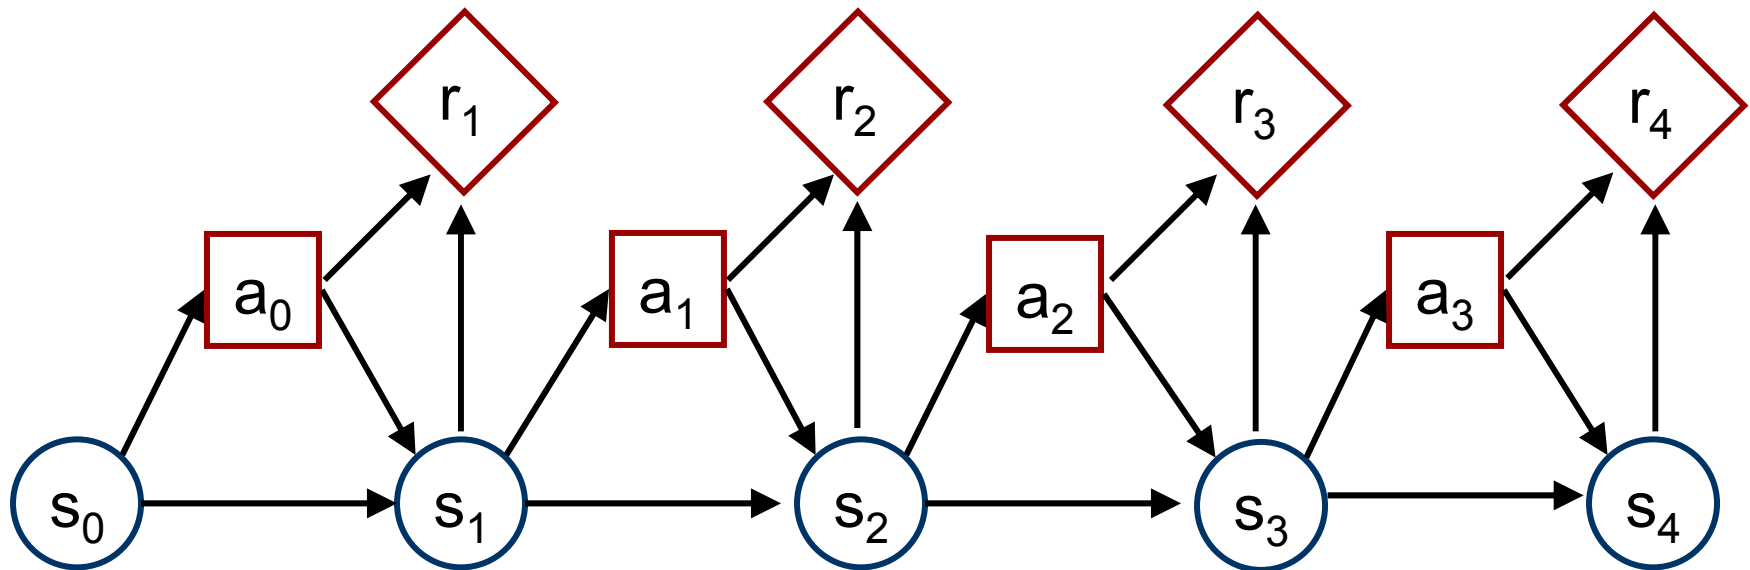 r₁ r₂ r₃ r₄
a₀ a₁ a₂ a₃
s₀ s₁ s₂ s₃ s₄